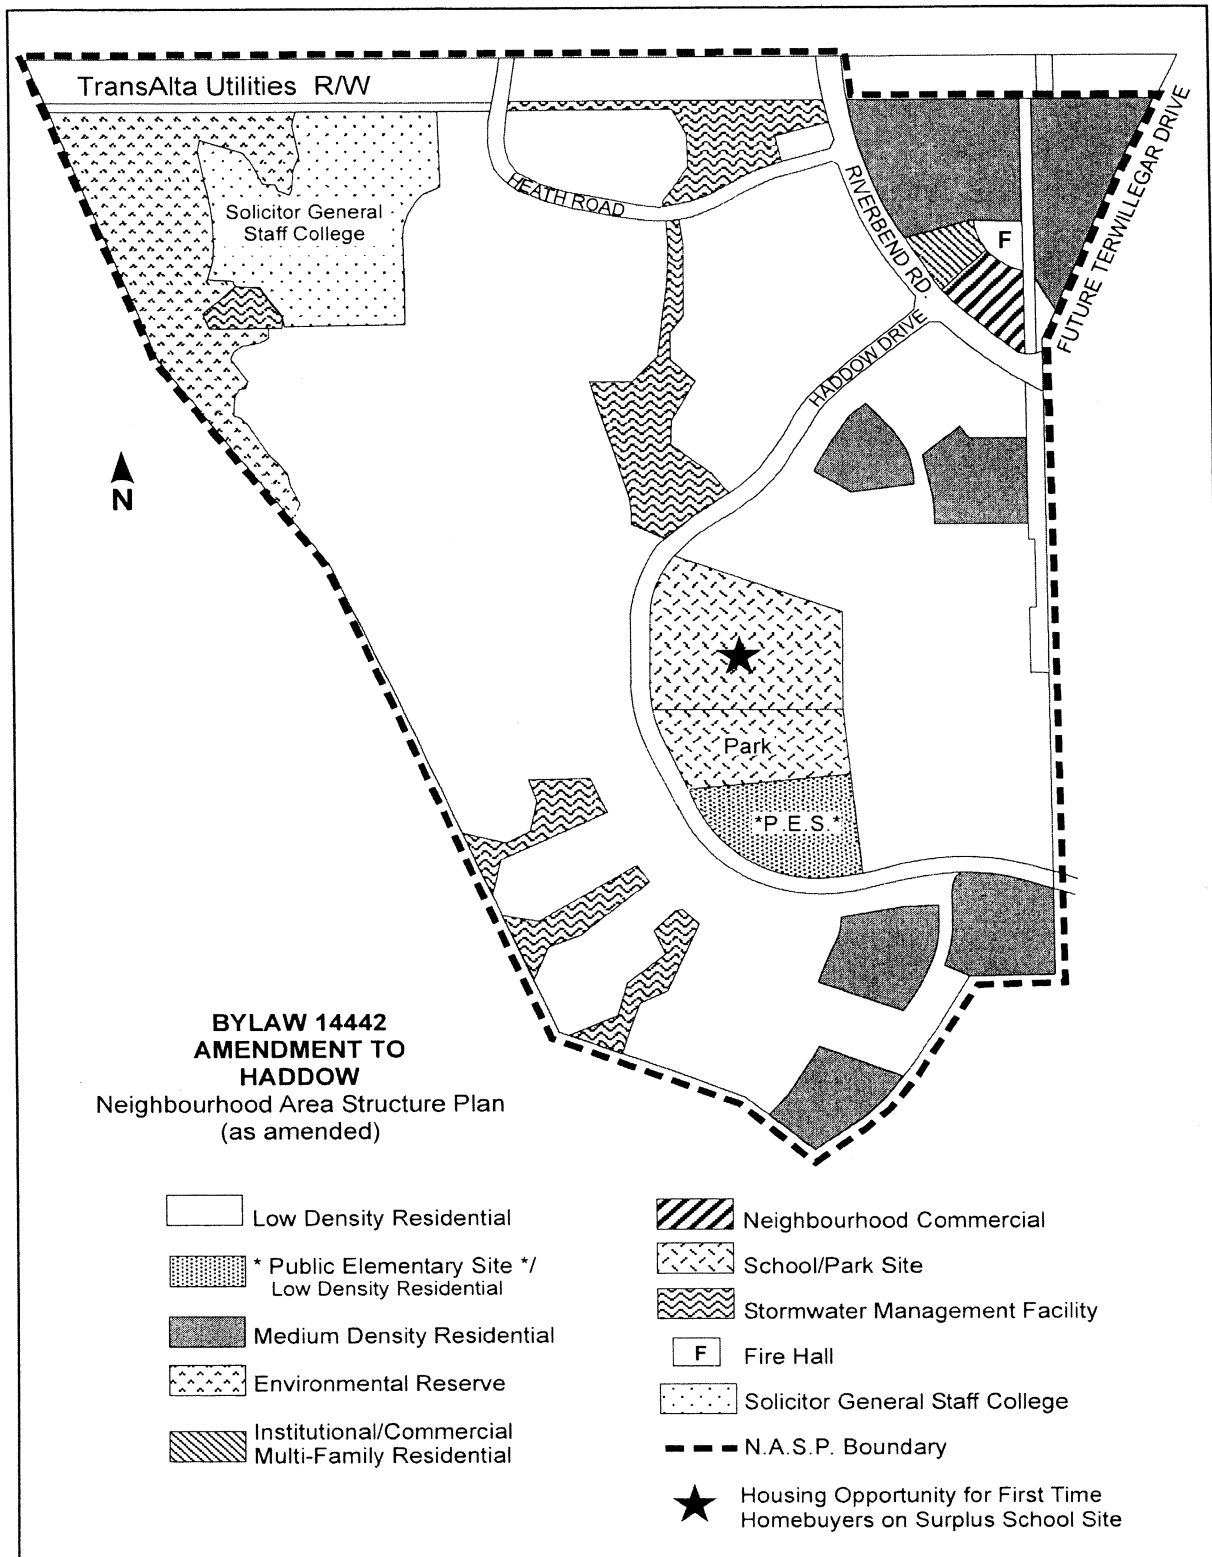 TransAlta Utilities R/W
FUTURE TERWILLEGAR DRIVE
HEATH ROAD
RIVERBEND RD.
Solicitor General
Staff College
F
HADDOW DRIVE
N
Park
*P.E.S.*
BYLAW 14442
AMENDMENT TO
HADDOW
Neighbourhood Area Structure Plan
(as amended)
Low Density Residential
* Public Elementary Site */
Low Density Residential
Medium Density Residential
Environmental Reserve
Institutional/Commercial
Multi-Family Residential
Neighbourhood Commercial
School/Park Site
Stormwater Management Facility
F Fire Hall
Solicitor General Staff College
N.A.S.P. Boundary
Housing Opportunity for First Time
Homebuyers on Surplus School Site